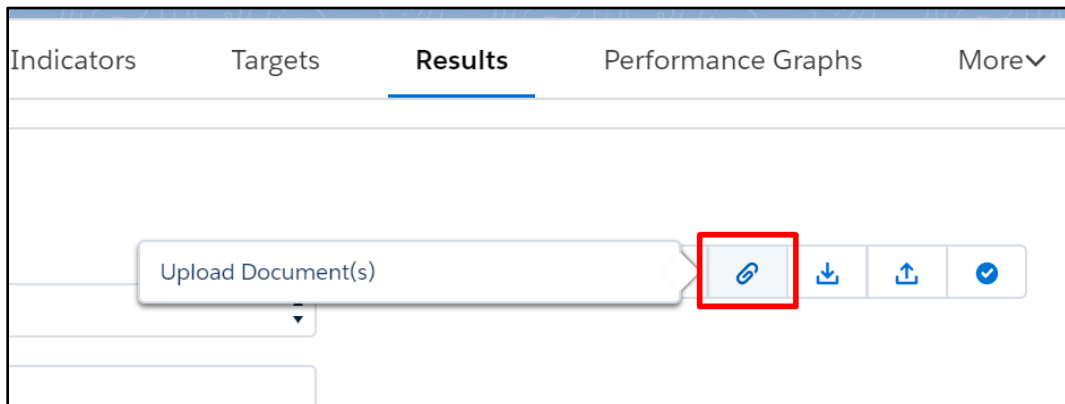 Indicators Targets Results Performance Graphs More
Upload Document(s)